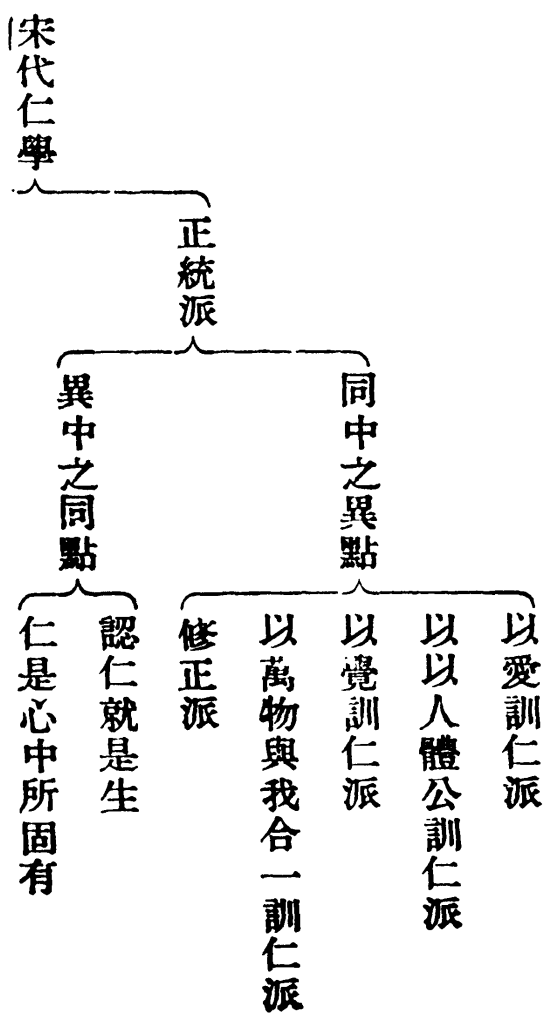 宋代仁學
正統派
同中之異點
以愛訓仁派
以以人體公訓仁派
以覺訓仁派
以萬物與我合一訓仁派
修正派
異中之同點
認仁就是生
仁是心中所固有